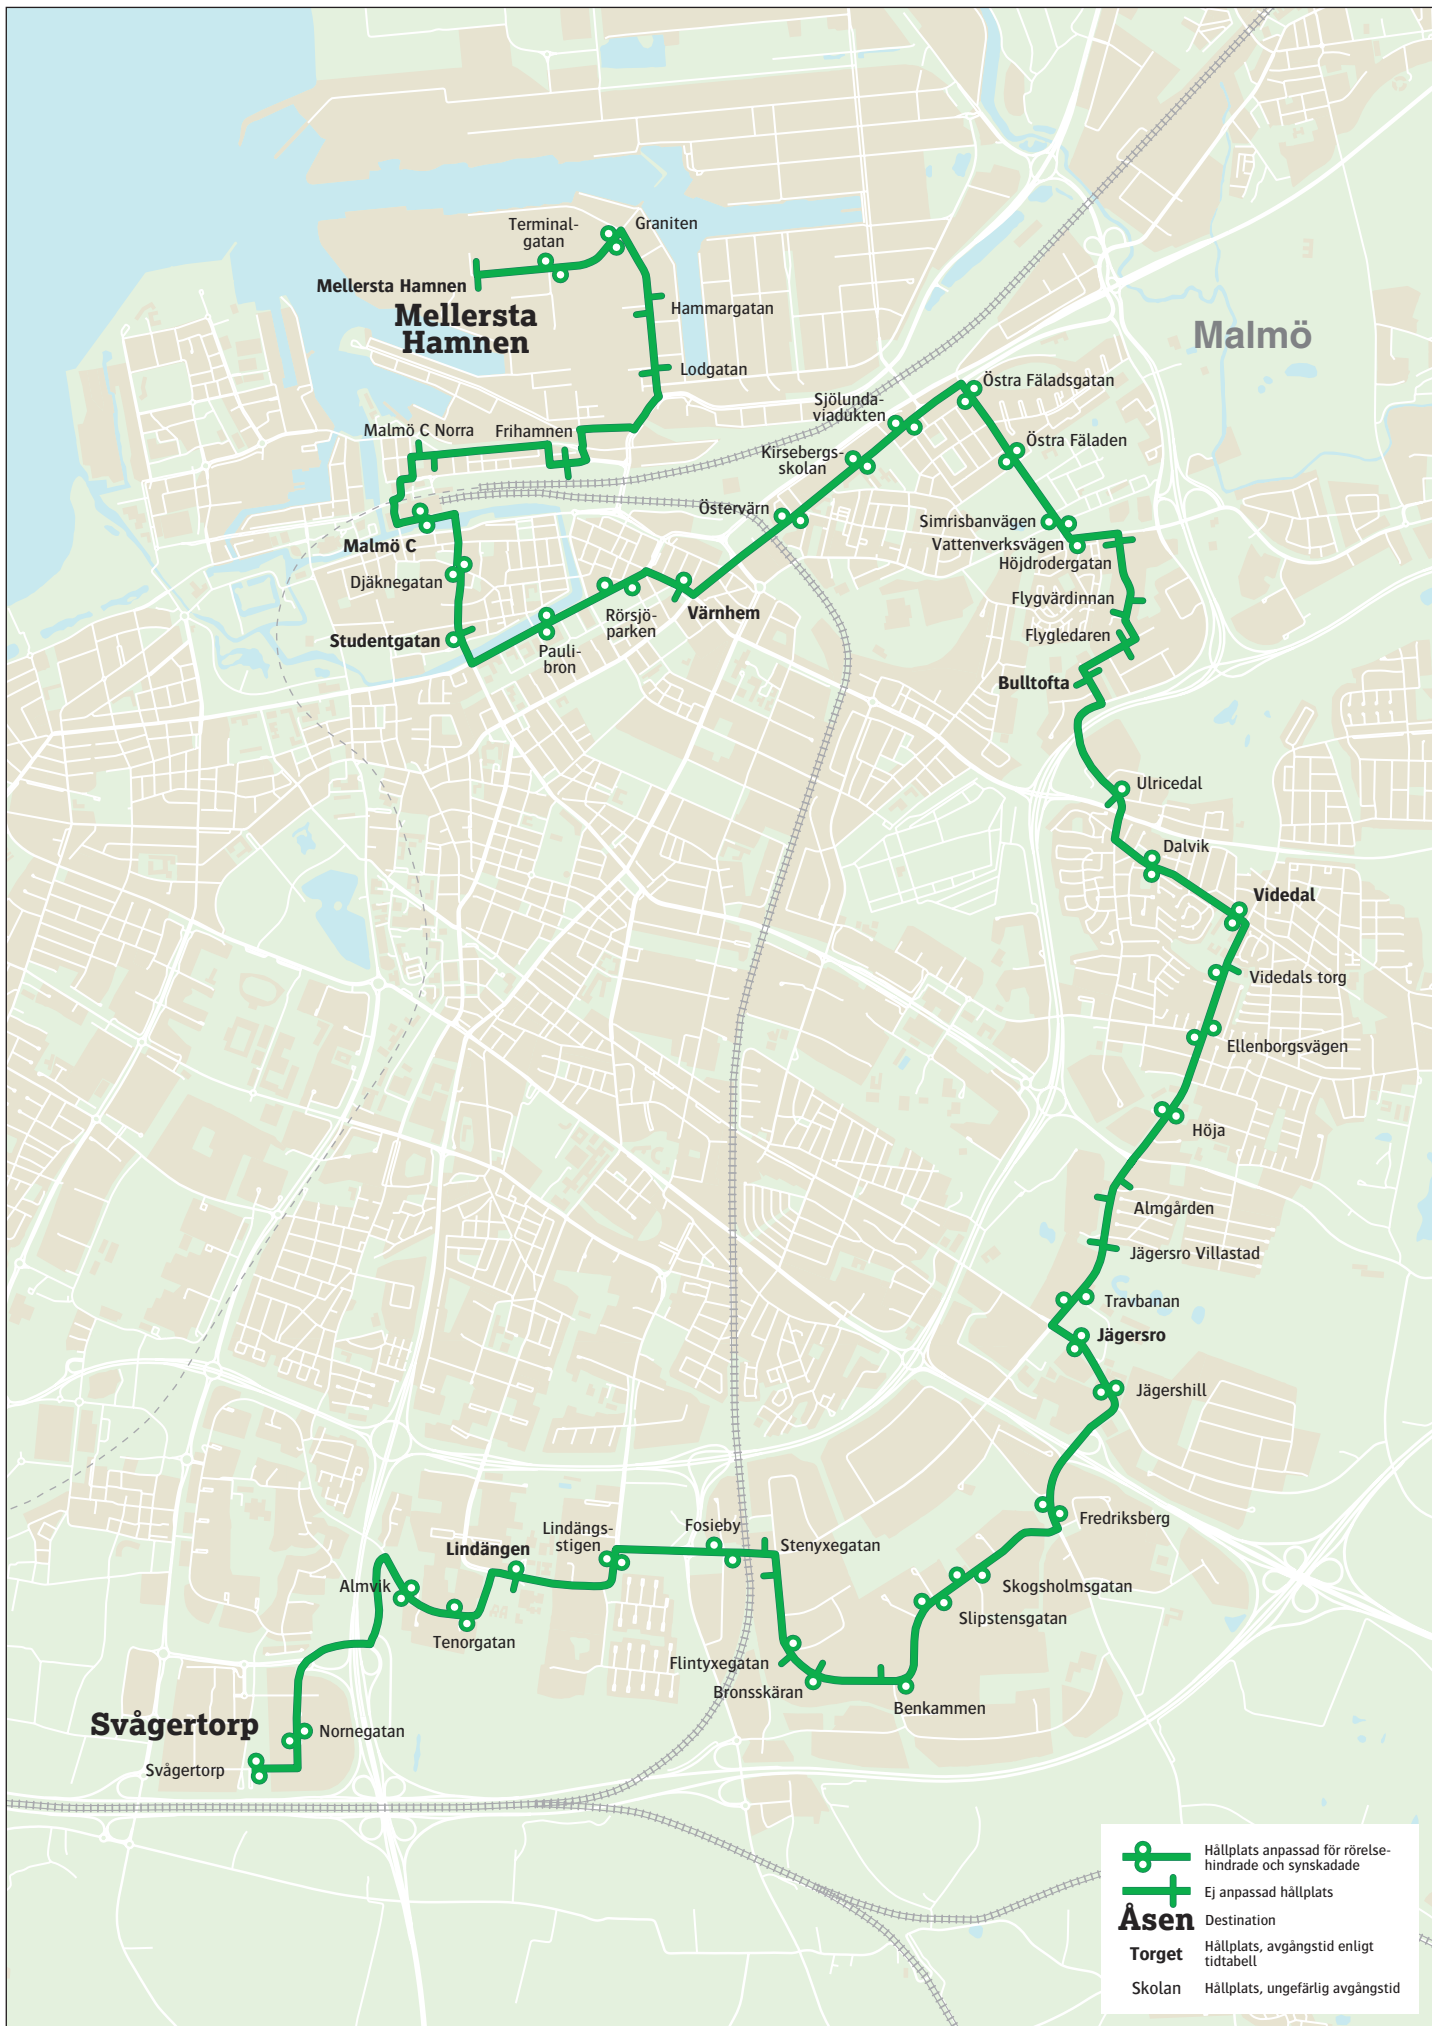 Terminal-
gatan
Graniten
Mellersta Hamnen
Mellersta
Hamnen
Hammargatan
Malmö
Lodgatan
Östra Fäladsgatan
Sjölunda-
viadukten
Malmö C Norra
Frihamnen
Östra Fäladen
Kirsebergs-
skolan
Östervärn
Simrisbanvägen
Malmö C
Vattenverksvägen
Höjdrodergatan
Djäknegatan
Flygvärdinnan
Rörsjö-
parken
Värnhem
Studentgatan
Flygledaren
Pauli-
bron
Bulltofta
Ulricedal
Dalvik
Videdal
Videdals torg
Ellenborgsvägen
Höja
Almgården
Jägersro Villastad
Travbanan
Jägersro
Jägershill
Fredriksberg
Lindängs-
stigen
Fosieby
Lindängen
Stenyxegatan
Almvik
Skogsholmsgatan
Slipstensgatan
Tenorgatan
Flintyxegatan
Bronsskäran
Benkammen
Svågertorp
Nornegatan
Svågertorp
Hållplats anpassad för rörelse-
hindrade och synskadade
Ej anpassad hållplats
Åsen Destination
Torget Hållplats, avgångstid enligt
tidtabell
Skolan Hållplats, ungefärlig avgångstid